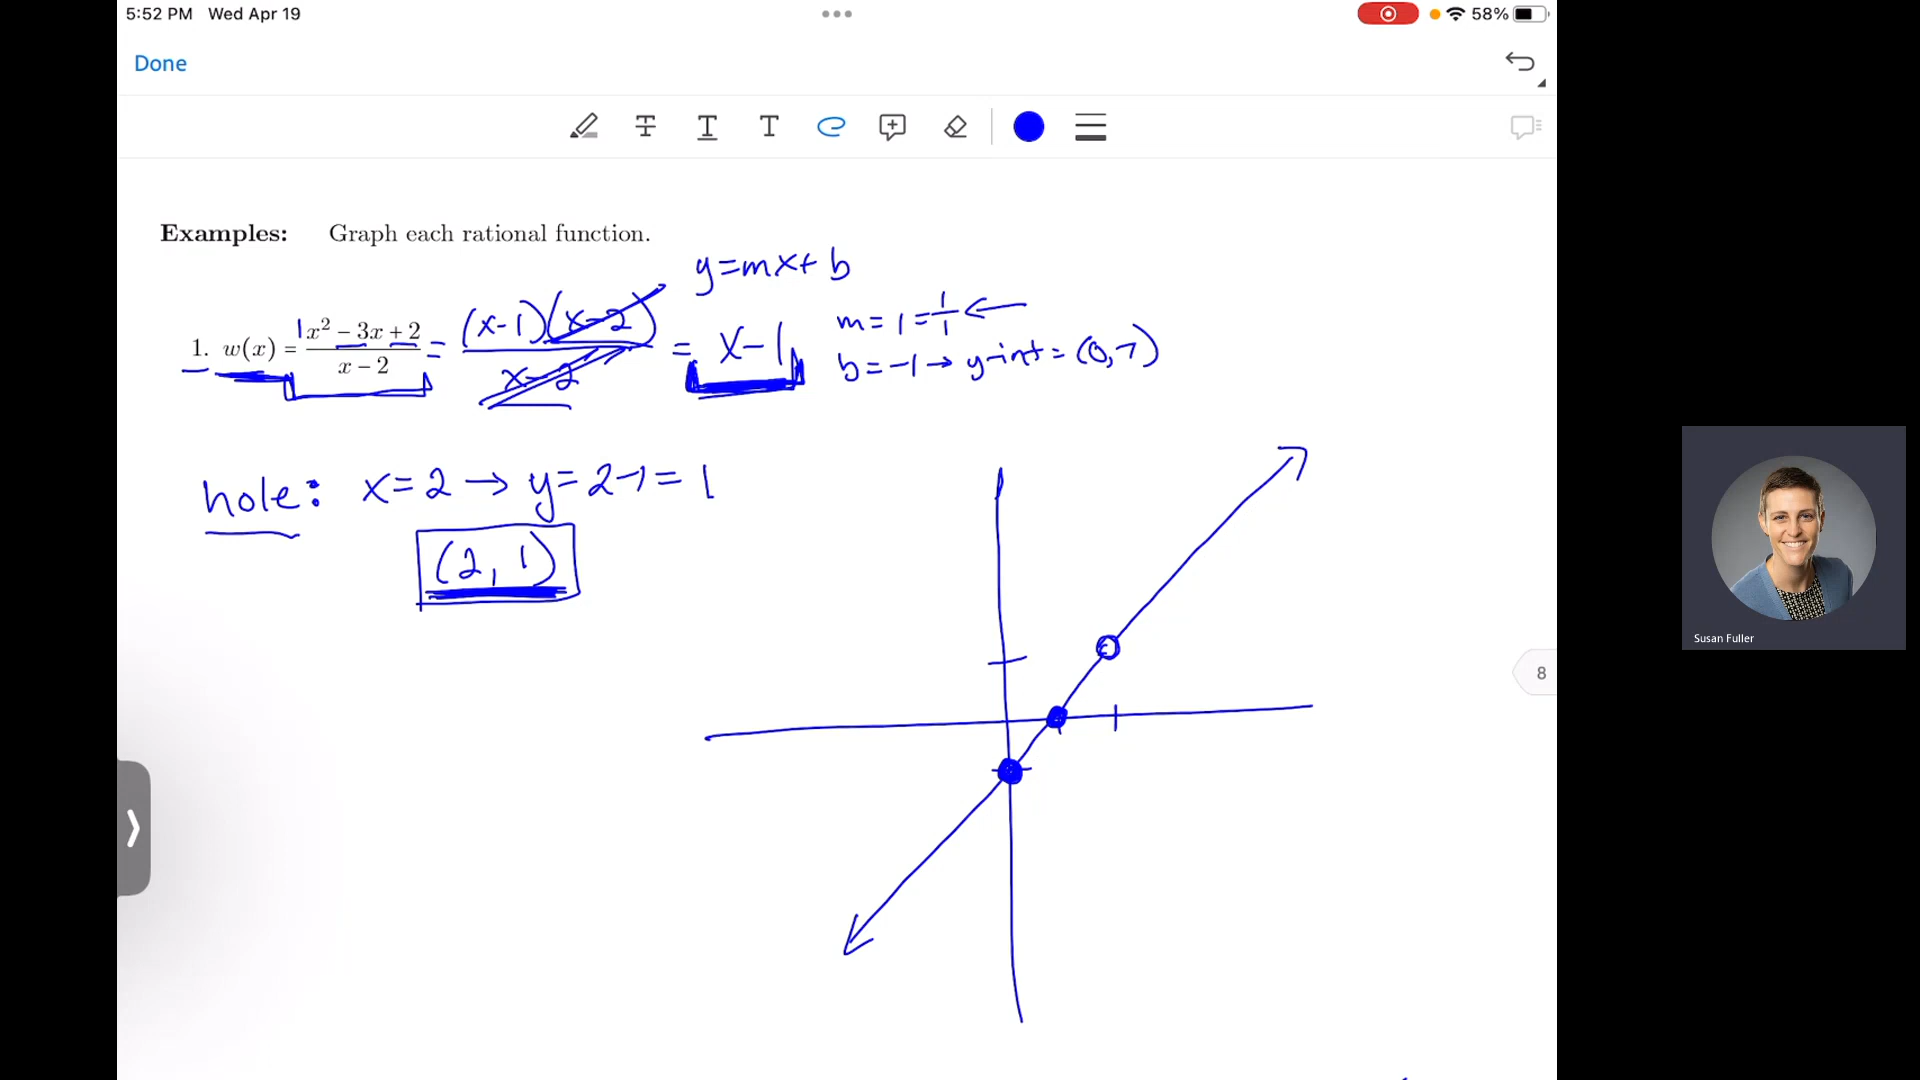 5:52 PM Wed Apr 19
58%
Done
T T T
Examples: Graph each rational function.
y=mx+b
1. w(x) = 1x² − 3x + 2 / x − 2 = (x-1)(x-2) / x-2 = x-1
m = 1 = 1/1 ←
b = -1 → y-int = (0,-1)
hole: x=2 → y=2-1=1
(2, 1)
Susan Fuller
8